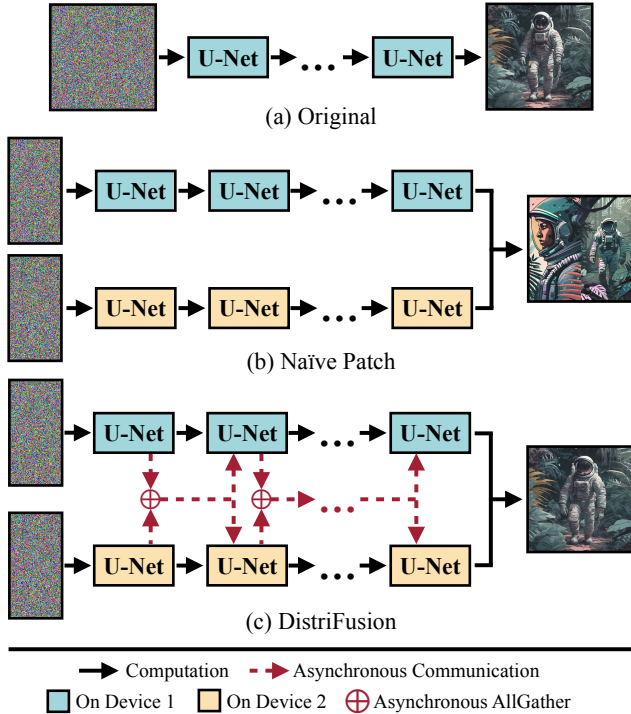 U-Net U-Net
(a) Original
U-Net U-Net U-Net
U-Net U-Net U-Net
(b) Naïve Patch
U-Net U-Net U-Net
U-Net U-Net U-Net
(c) DistriFusion
Computation Asynchronous Communication
On Device 1 On Device 2 Asynchronous AllGather